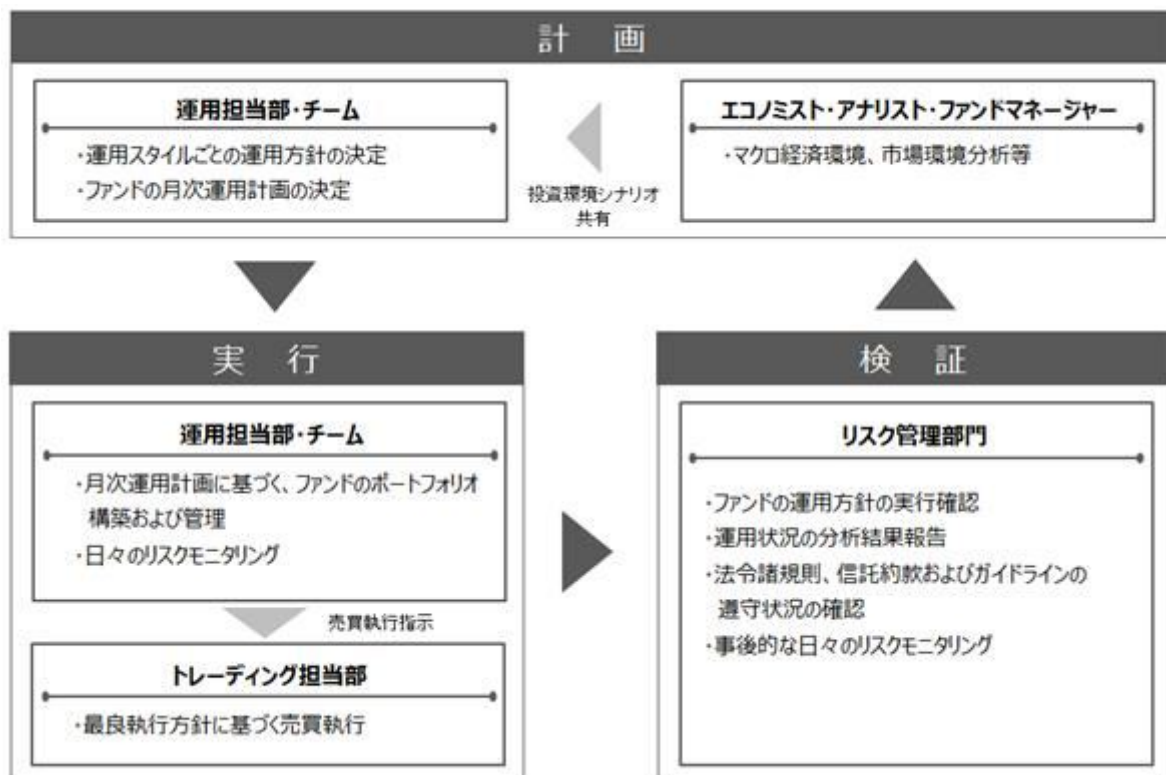 計 画
運用担当部・チーム
・運用スタイルごとの運用方針の決定
・ファンドの月次運用計画の決定
投資環境シナリオ
共有
エコノミスト・アナリスト・ファンドマネージャー
・マクロ経済環境、市場環境分析等
実 行
運用担当部・チーム
・月次運用計画に基づく、ファンドのポートフォリオ
構築および管理
・日々のリスクモニタリング
売買執行指示
トレーディング担当部
・最良執行方針に基づく売買執行
検 証
リスク管理部門
・ファンドの運用方針の実行確認
・運用状況の分析結果報告
・法令諸規則、信託約款およびガイドラインの
遵守状況の確認
・事後的な日々のリスクモニタリング